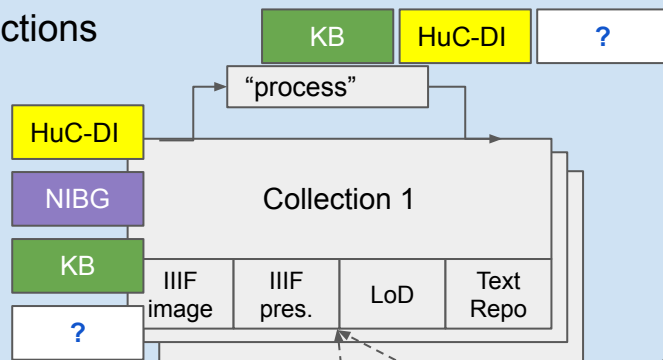 ctions
KB
HuC-DI
?
“process”
HuC-DI
NIBG
KB
?
Collection 1
IIIF
image
IIIF
pres.
LoD
Text
Repo